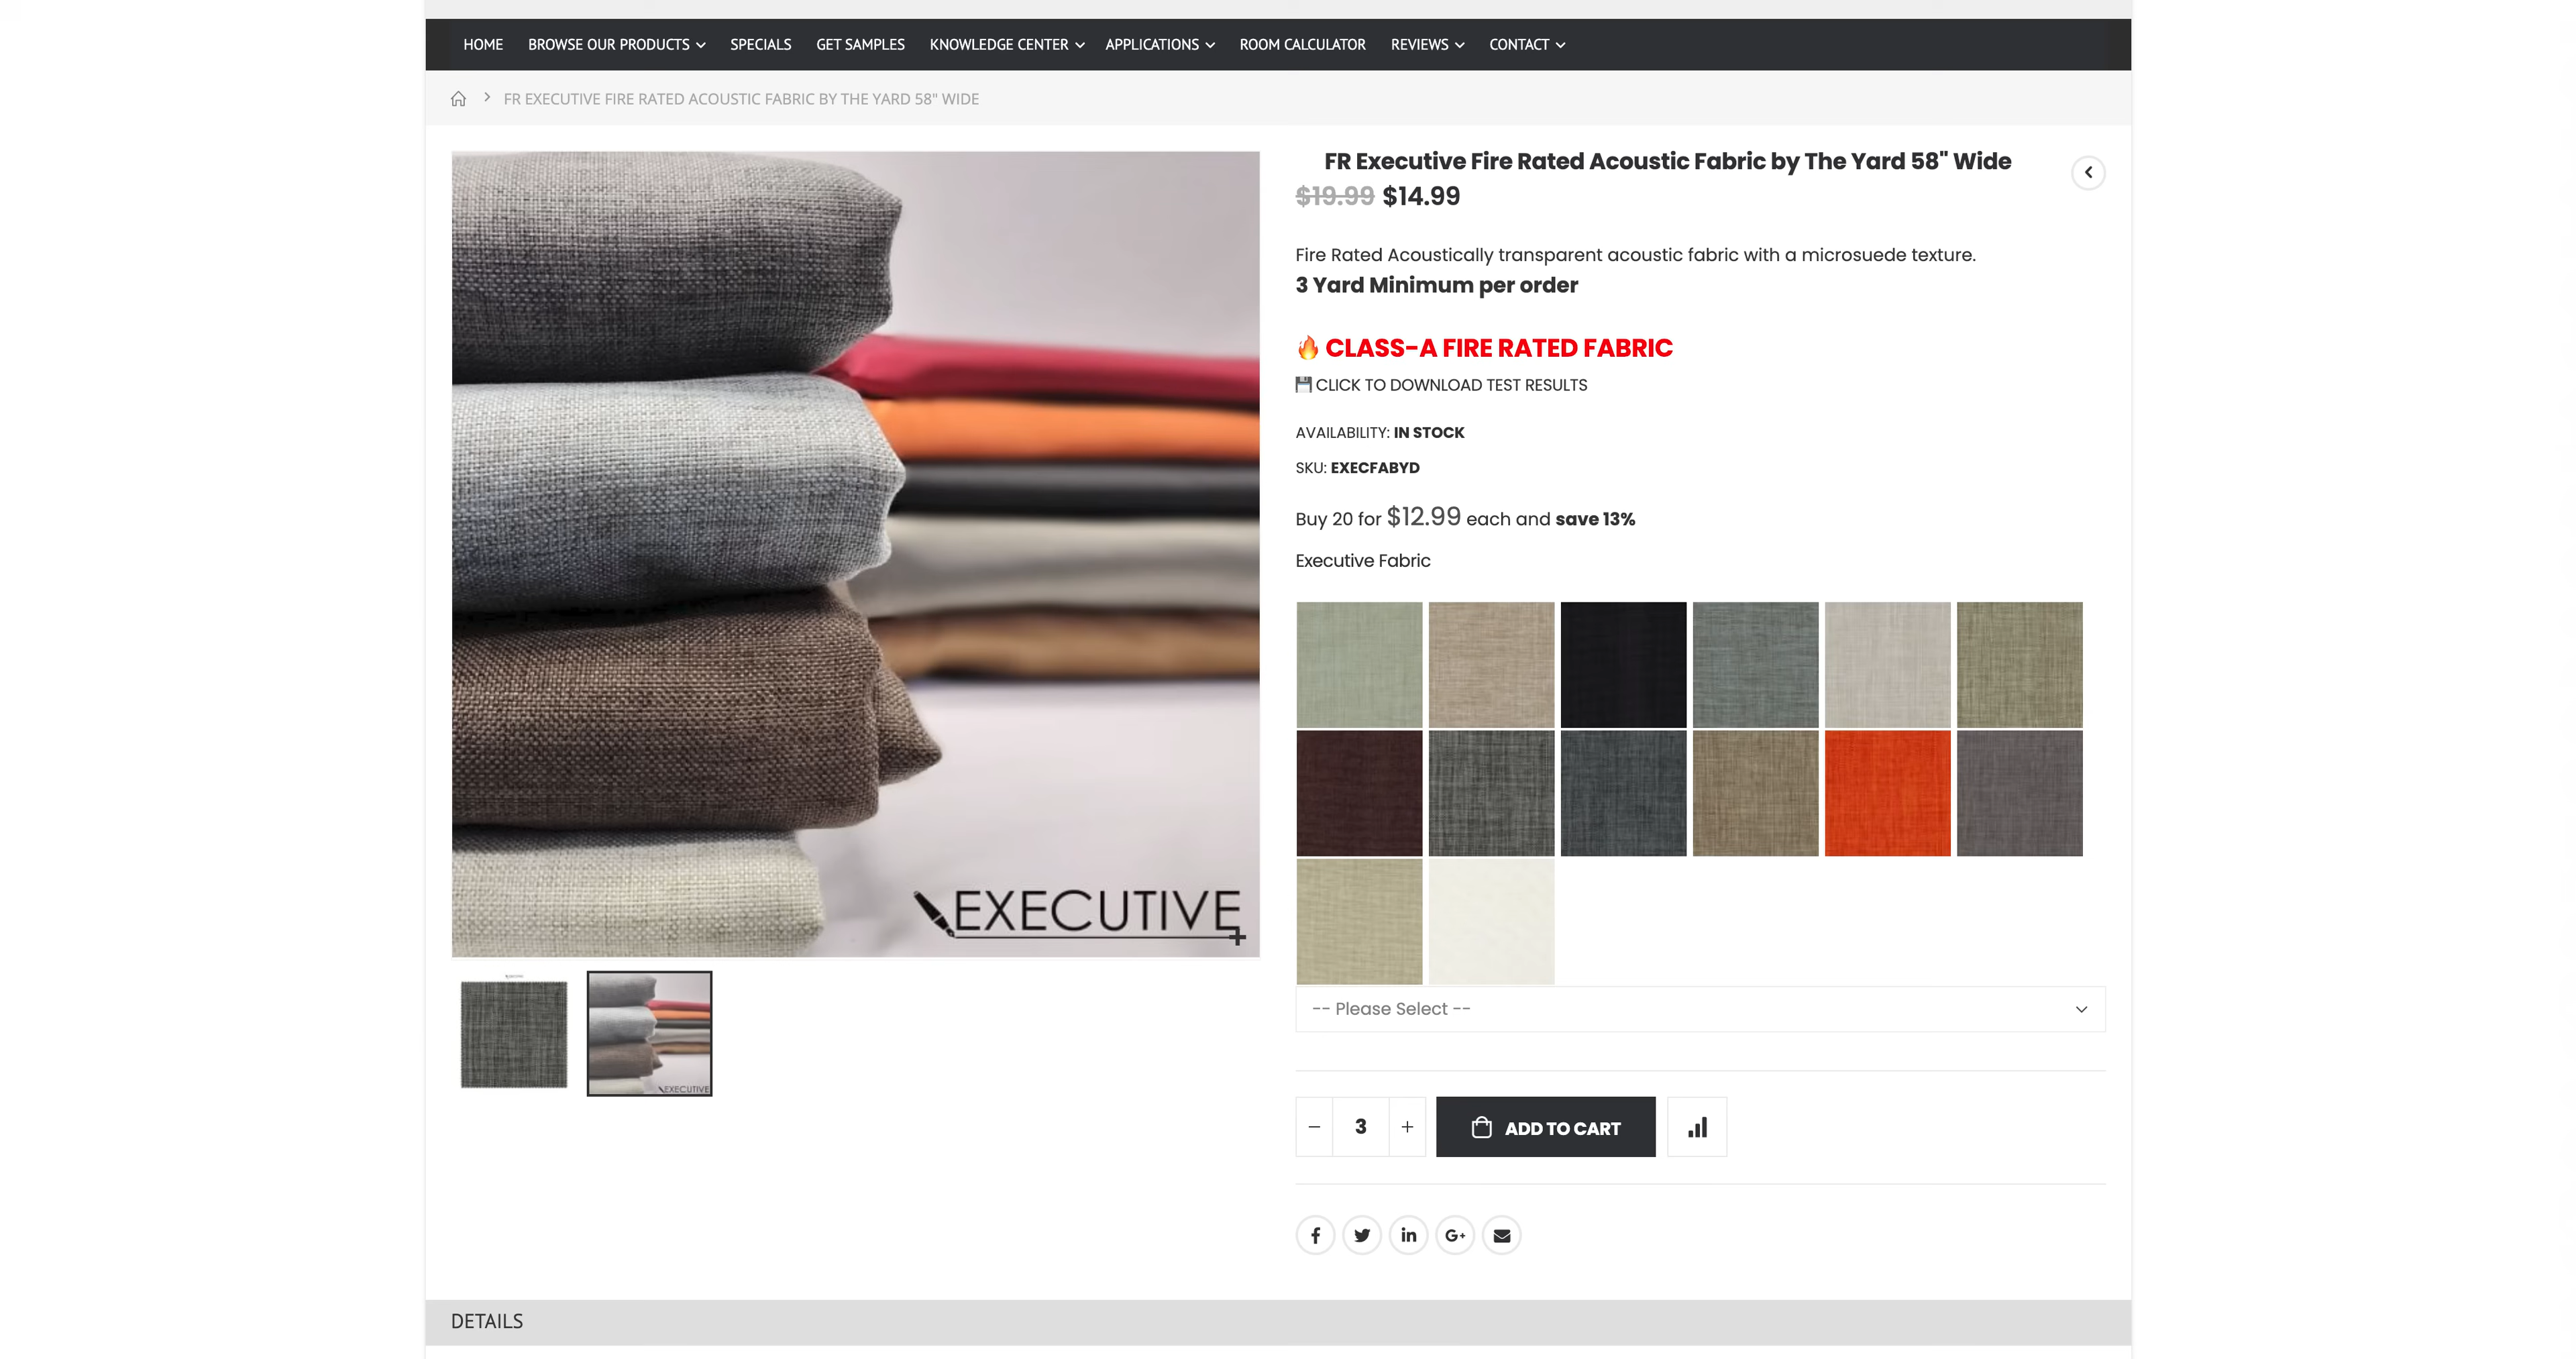 HOME BROWSE OUR PRODUCTS SPECIALS GET SAMPLES KNOWLEDGE CENTER APPLICATIONS ROOM CALCULATOR REVIEWS CONTACT
FR EXECUTIVE FIRE RATED ACOUSTIC FABRIC BY THE YARD 58" WIDE
FR Executive Fire Rated Acoustic Fabric by The Yard 58" Wide
$19.99 $14.99
Fire Rated Acoustically transparent acoustic fabric with a microsuede texture.
3 Yard Minimum per order
🔥 CLASS-A FIRE RATED FABRIC
💾 CLICK TO DOWNLOAD TEST RESULTS
AVAILABILITY: IN STOCK
SKU: EXECFABYD
Buy 20 for $12.99 each and save 13%
Executive Fabric
EXECUTIVE
EXECUTIVE
-- Please Select --
3
ADD TO CART
DETAILS